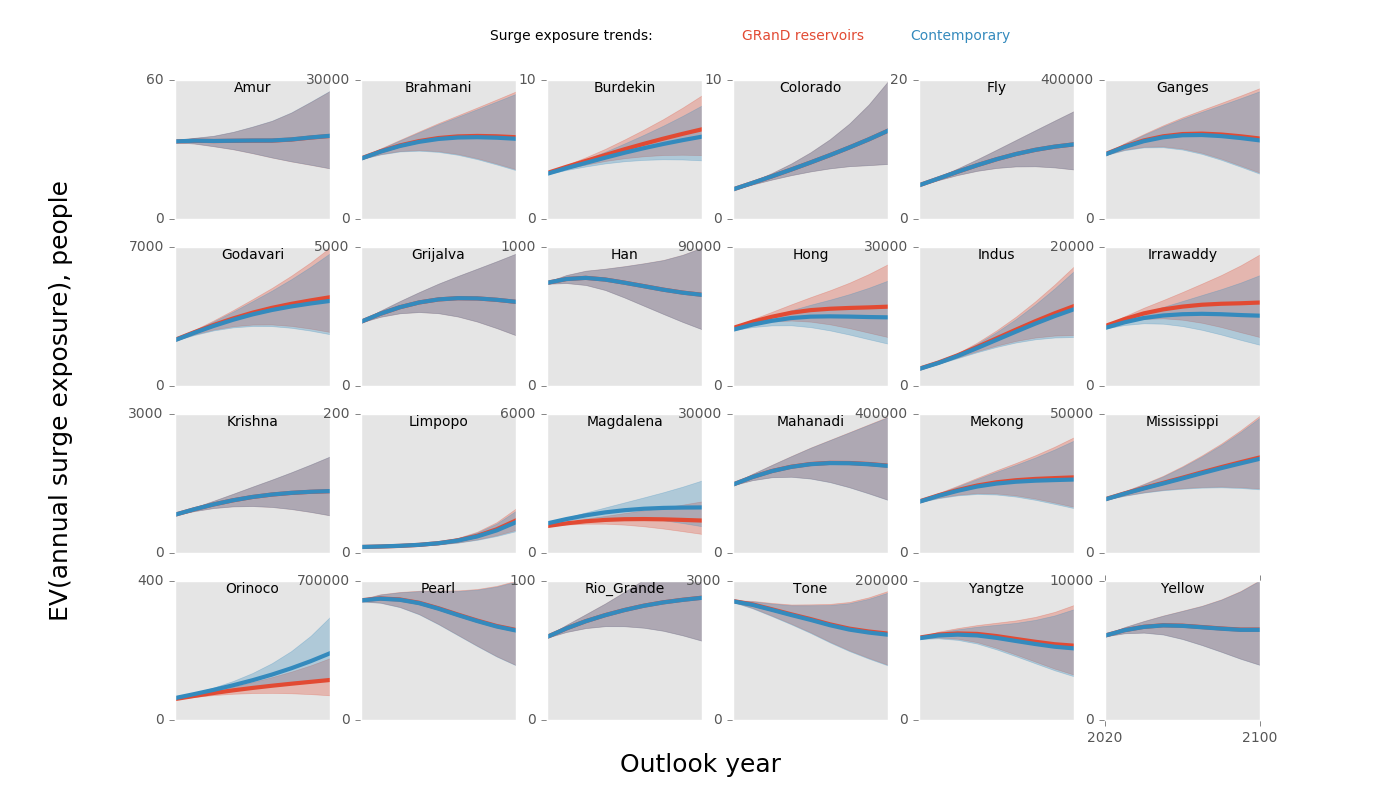 Surge exposure trends: GRanD reservoirs Contemporary
EV(annual surge exposure), people
60 30000 10 10 20 400000
Amur Brahmani Burdekin Colorado Fly Ganges
0 0 0 0 0 0
7000 5000 1000 90000 30000 20000
Godavari Grijalva Han Hong Indus Irrawaddy
0 0 0 0 0 0
3000 200 6000 30000 400000 50000
Krishna Limpopo Magdalena Mahanadi Mekong Mississippi
0 0 0 0 0 0
400 700000 100 3000 200000 10000
Orinoco Pearl Rio_Grande Tone Yangtze Yellow
0 0 0 0 0 0
2020 2100
Outlook year